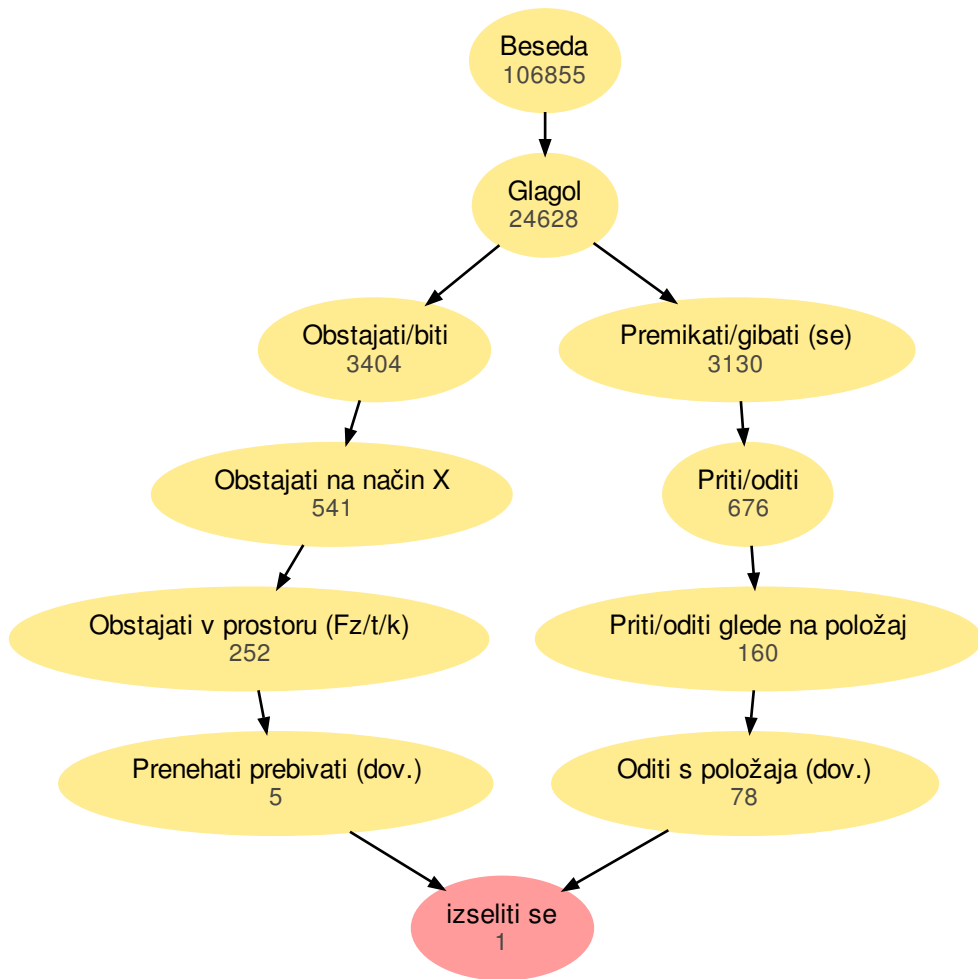 Beseda
106855
Glagol
24628
Obstajati/biti
3404
Premikati/gibati (se)
3130
Obstajati na način X
541
Priti/oditi
676
Obstajati v prostoru (Fz/t/k)
252
Priti/oditi glede na položaj
160
Prenehati prebivati (dov.)
5
Oditi s položaja (dov.)
78
izseliti se
1